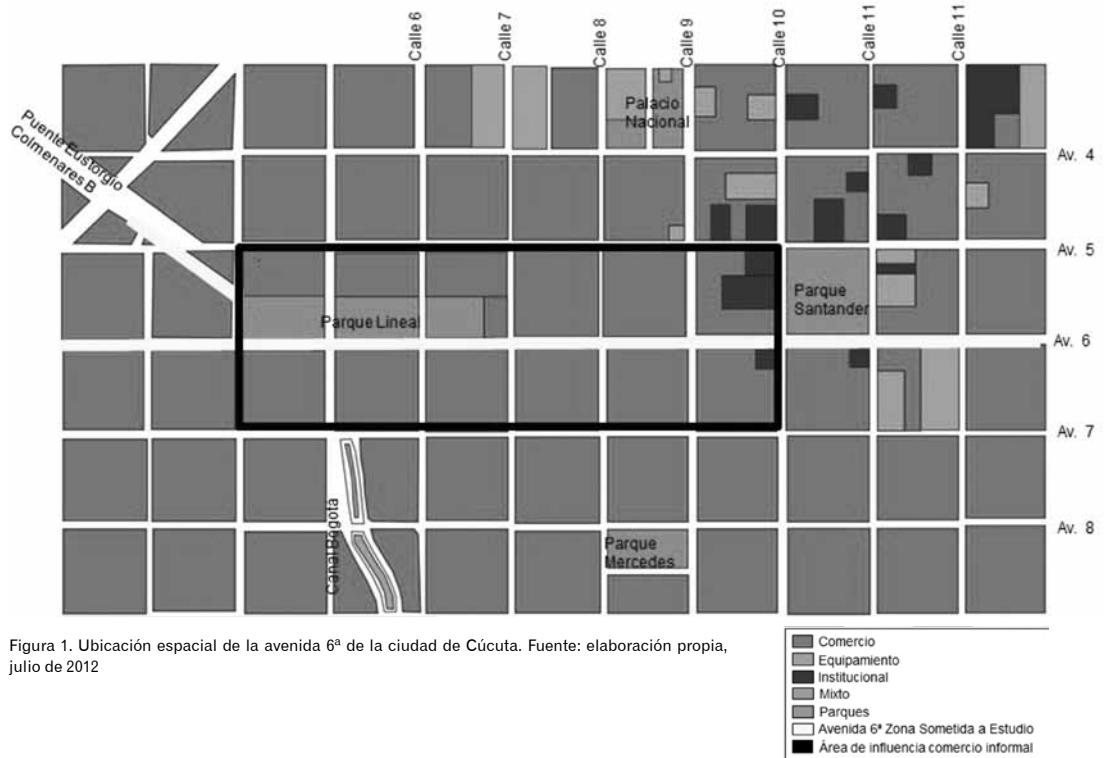 Calle 6
Calle 7
Calle 8
Calle 9
Calle 10
Calle 11
Calle 11
Puente Eustorgio
Colmenares B
Palacio
Nacional
Av. 4
Av. 5
Parque Lineal
Parque
Santander
Av. 6
Av. 7
Canal Bogotá
Av. 8
Parque
Mercedes
Figura 1. Ubicación espacial de la avenida 6ª de la ciudad de Cúcuta. Fuente: elaboración propia,
julio de 2012
Comercio
Equipamiento
Institucional
Mixto
Parques
Avenida 6ª Zona Sometida a Estudio
Área de influencia comercio informal